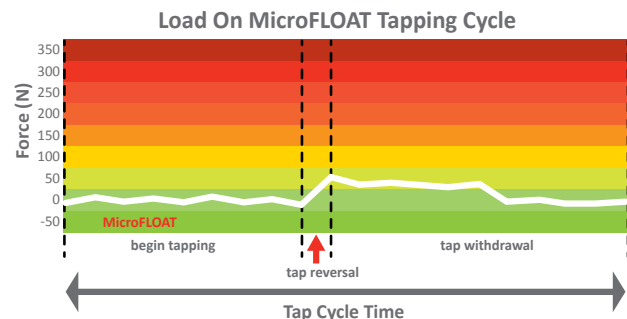 Load On MicroFLOAT Tapping Cycle
Force (N)
350
300
250
200
150
100
50
0
-50
MicroFLOAT
begin tapping
tap withdrawal
tap reversal
Tap Cycle Time